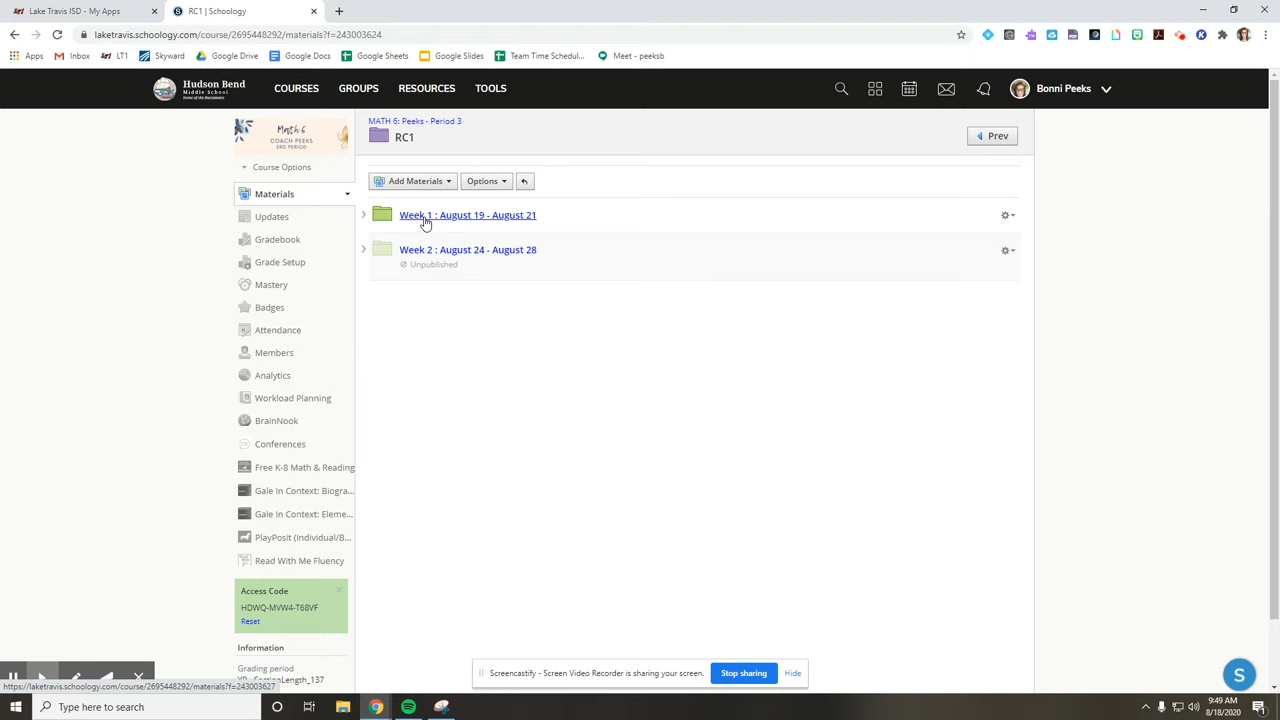 Lake Travis ISD - My Apps
RC1 | Schoology
laketravis.schoology.com/course/2695448292/materials?f=243003624
Apps
Inbox
LT1
Skyward
Google Drive
Google Docs
Google Sheets
Google Slides
Team Time Schedul...
Meet - peeksb
Hudson Bend
Middle School
Home of the Buccaneers
COURSES
GROUPS
RESOURCES
TOOLS
Bonni Peeks
Math 6
COACH PEEKS
3RD PERIOD
Course Options
Materials
Updates
Gradebook
Grade Setup
Mastery
Badges
Attendance
Members
Analytics
Workload Planning
BrainNook
Conferences
Free K-8 Math & Reading
Gale In Context: Biogra...
Gale In Context: Eleme...
PlayPosit (Individual/B...
Read With Me Fluency
Access Code
HDWQ-MVW4-T68VF
Reset
Information
Grading period
MATH 6: Peeks - Period 3
RC1
Prev
Add Materials
Options
Week 1 : August 19 - August 21
Week 2 : August 24 - August 28
Unpublished
Screencastify - Screen Video Recorder is sharing your screen.
Stop sharing
Hide
S
https://laketravis.schoology.com/course/2695448292/materials?f=243003627
Type here to search
9:49 AM
8/18/2020